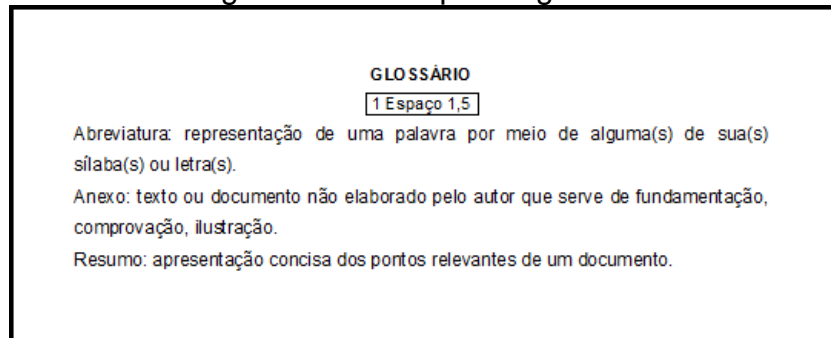 GLOSSÁRIO
1 Espaço 1,5
Abreviatura: representação de uma palavra por meio de alguma(s) de sua(s)
sílaba(s) ou letra(s).
Anexo: texto ou documento não elaborado pelo autor que serve de fundamentação,
comprovação, ilustração.
Resumo: apresentação concisa dos pontos relevantes de um documento.